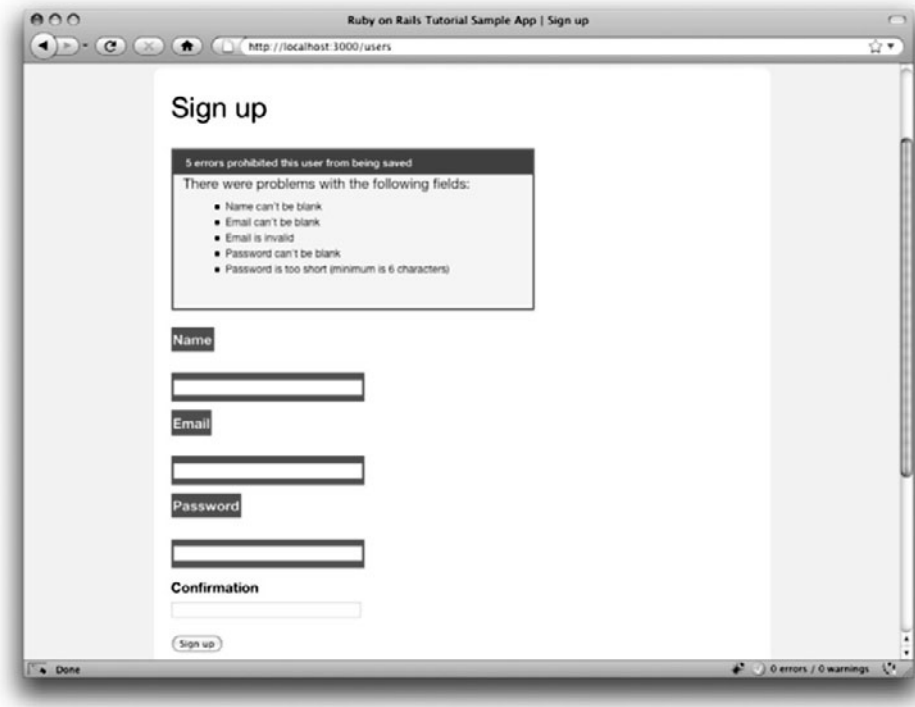 Ruby on Rails Tutorial Sample App | Sign up
http://localhost:3000/users
Sign up
5 errors prohibited this user from being saved
There were problems with the following fields:
Name can't be blank
Email can't be blank
Email is invalid
Password can't be blank
Password is too short (minimum is 6 characters)
Name
Email
Password
Confirmation
Sign up
Done
0 errors / 0 warnings